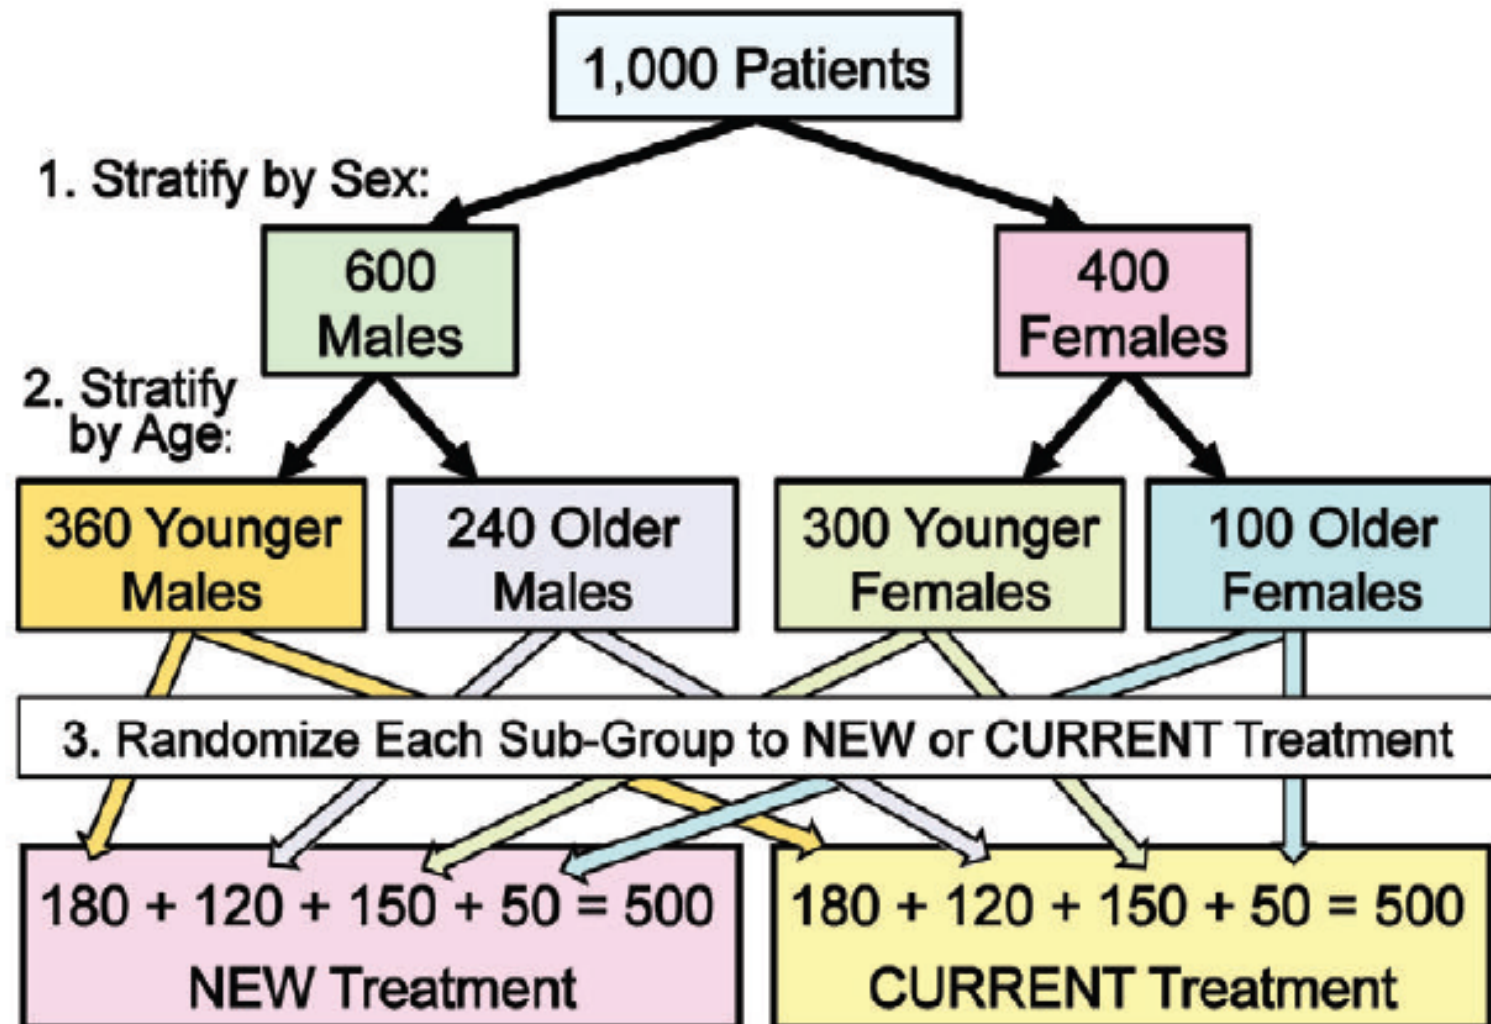 1,000 Patients
1. Stratify by Sex:
600
Males
400
Females
2. Stratify
by Age:
360 Younger
Males
240 Older
Males
300 Younger
Females
100 Older
Females
3. Randomize Each Sub-Group to NEW or CURRENT Treatment
180 + 120 + 150 + 50 = 500
NEW Treatment
180 + 120 + 150 + 50 = 500
CURRENT Treatment